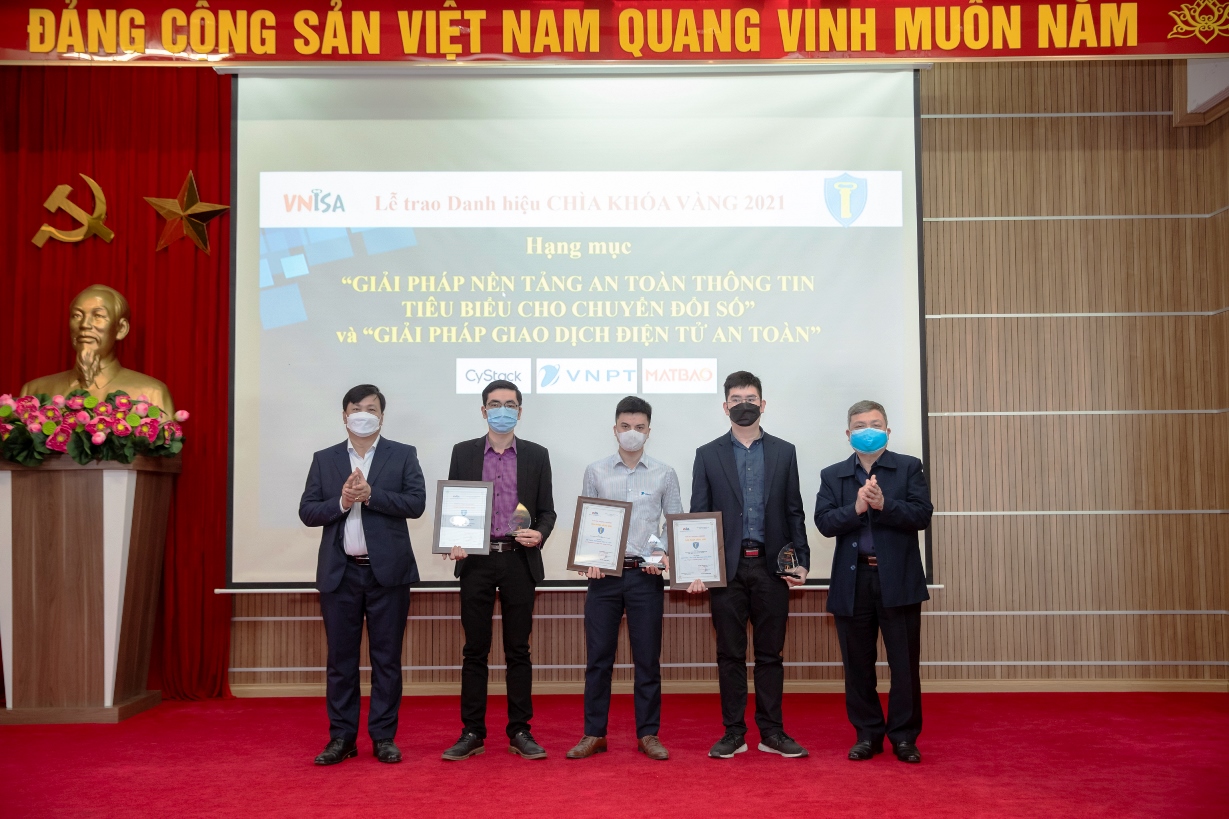 ĐẢNG CỘNG SẢN VIỆT NAM QUANG VINH MUÔN NĂM
VNISA Lễ trao Danh hiệu CHÌA KHÓA VÀNG 2021
Hạng mục
“GIẢI PHÁP NỀN TẢNG AN TOÀN THÔNG TIN
TIÊU BIỂU CHO CHUYỂN ĐỔI SỐ”
và “GIẢI PHÁP GIAO DỊCH ĐIỆN TỬ AN TOÀN”
CyStack VNPT MATBAO